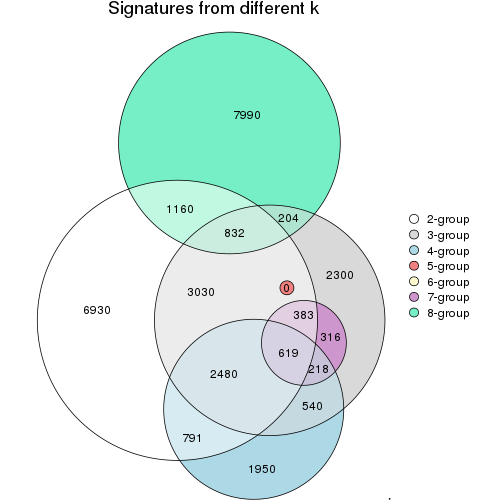 Signatures from different k
7990
1160
204
832
2300
3030
0
6930
383
316
619
218
2480
540
791
1950
2-group
3-group
4-group
5-group
6-group
7-group
8-group